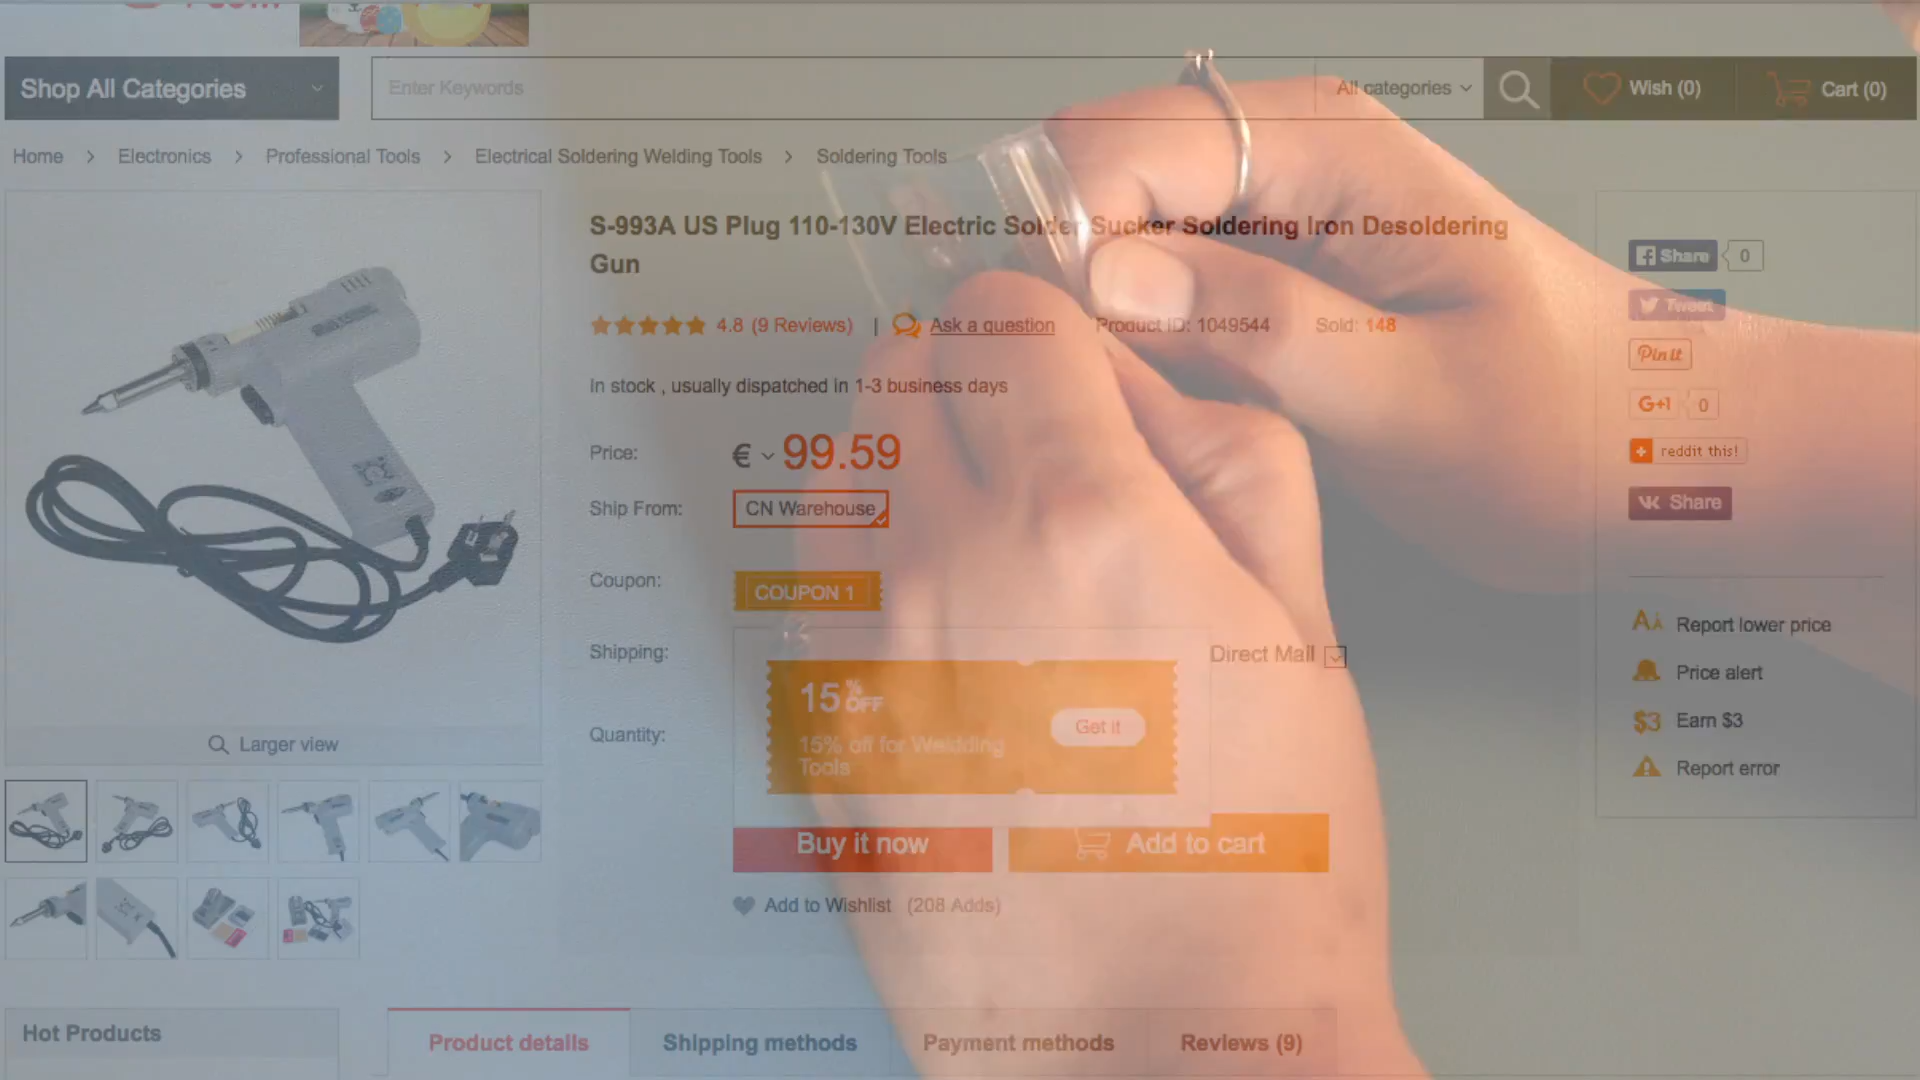 Shop All Categories
Enter Keywords
All categories
Wish (0)
Cart (0)
Home > Electronics > Professional Tools > Electrical Soldering Welding Tools > Soldering Tools
S-993A US Plug 110-130V Electric Solder Sucker Soldering Iron Desoldering
Gun
4.8 (9 Reviews) | Ask a question Product ID: 1049544 Sold: 148
In stock , usually dispatched in 1-3 business days
Price: € 99.59
Ship From: CN Warehouse
Coupon: COUPON 1
Shipping: Direct Mail
15% OFF
15% off for Weldding
Tools
Get it
Quantity:
Buy it now
Add to cart
Add to Wishlist (208 Adds)
Larger view
Share 0
Tweet
Pin it
G+1 0
reddit this!
Share
Report lower price
Price alert
$3 Earn $3
Report error
Hot Products
Product details
Shipping methods
Payment methods
Reviews (9)